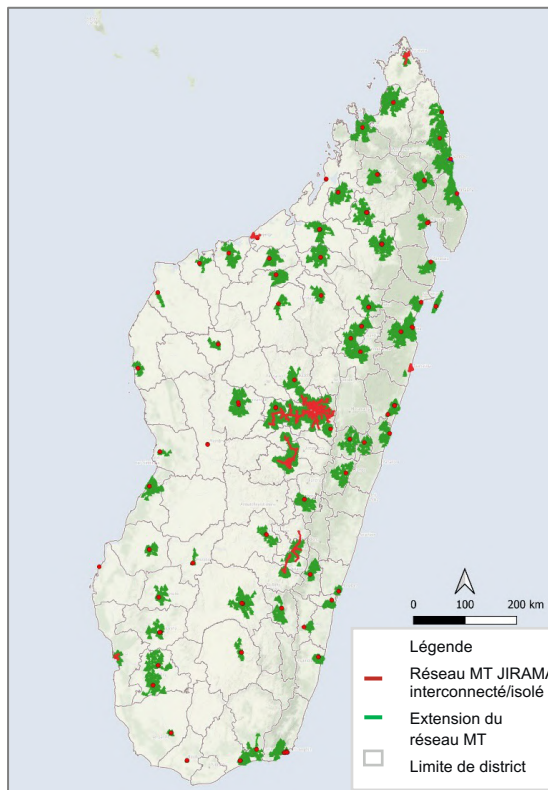 0 100 200 km
Légende
Réseau MT JIRAMA
interconnecté/isolé
Extension du
réseau MT
Limite de district